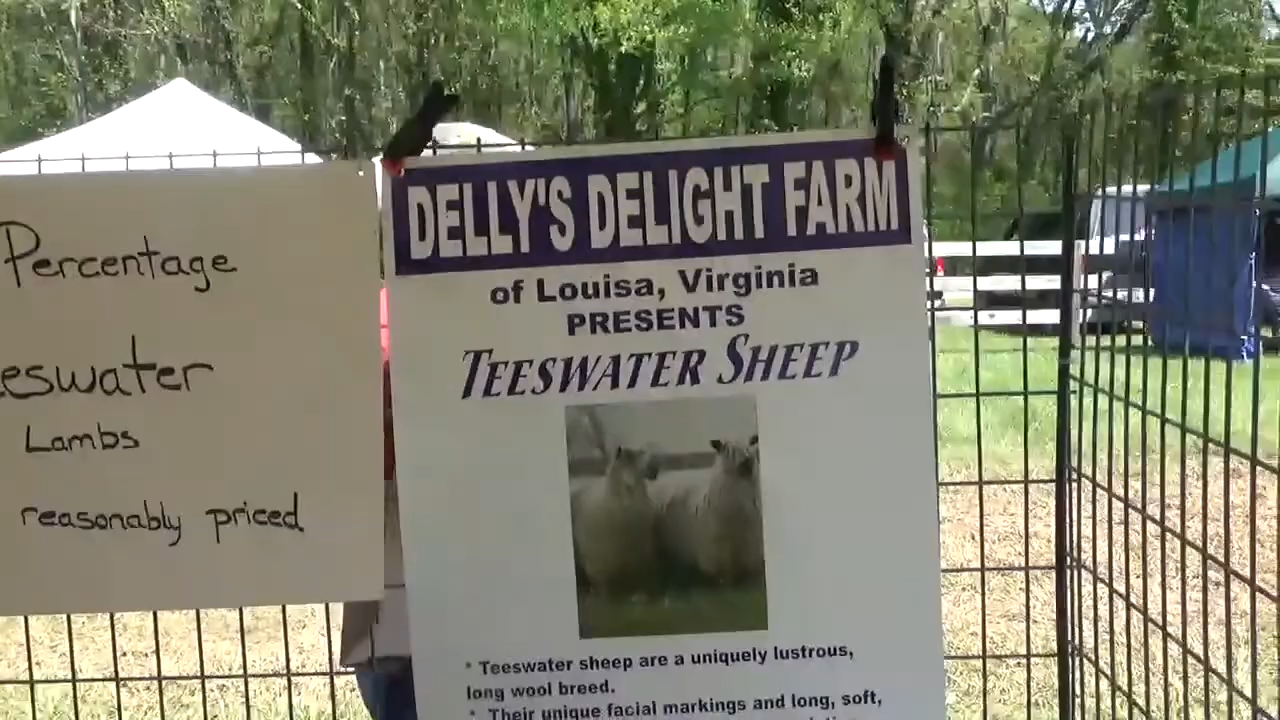 Percentage
eswater
Lambs
reasonably priced
DELLY'S DELIGHT FARM
of Louisa, Virginia
PRESENTS
TEESWATER SHEEP
* Teeswater sheep are a uniquely lustrous,
long wool breed.
* Their unique facial markings and long, soft,